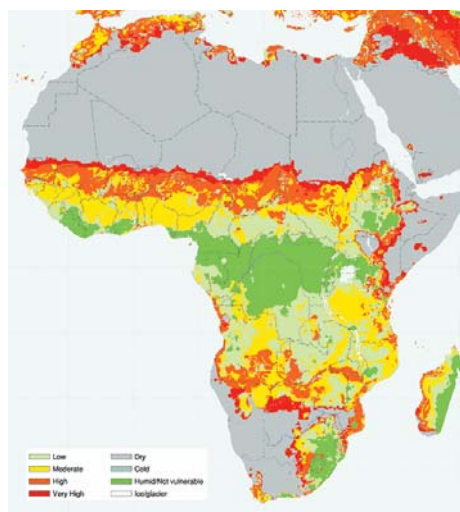 Low
Moderate
High
Very High
Dry
Cold
Humid/Not vulnerable
Ice/glacier